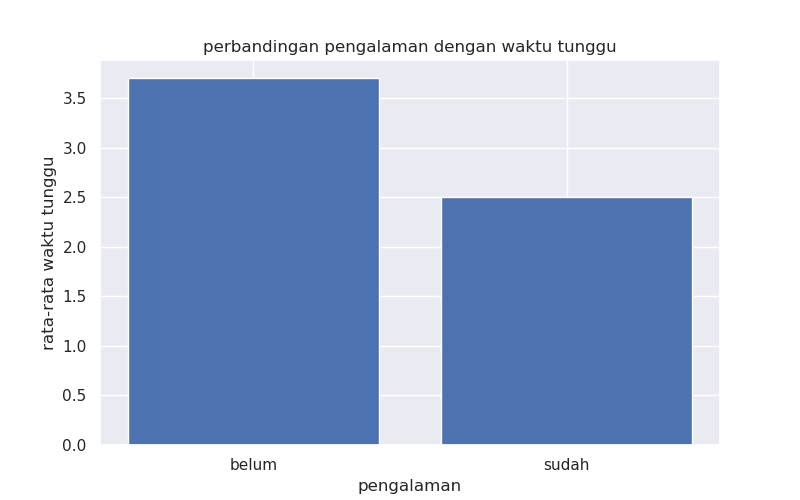 perbandingan pengalaman dengan waktu tunggu
rata-rata waktu tunggu
3.5
3.0
2.5
2.0
1.5
1.0
0.5
0.0
belum
sudah
pengalaman